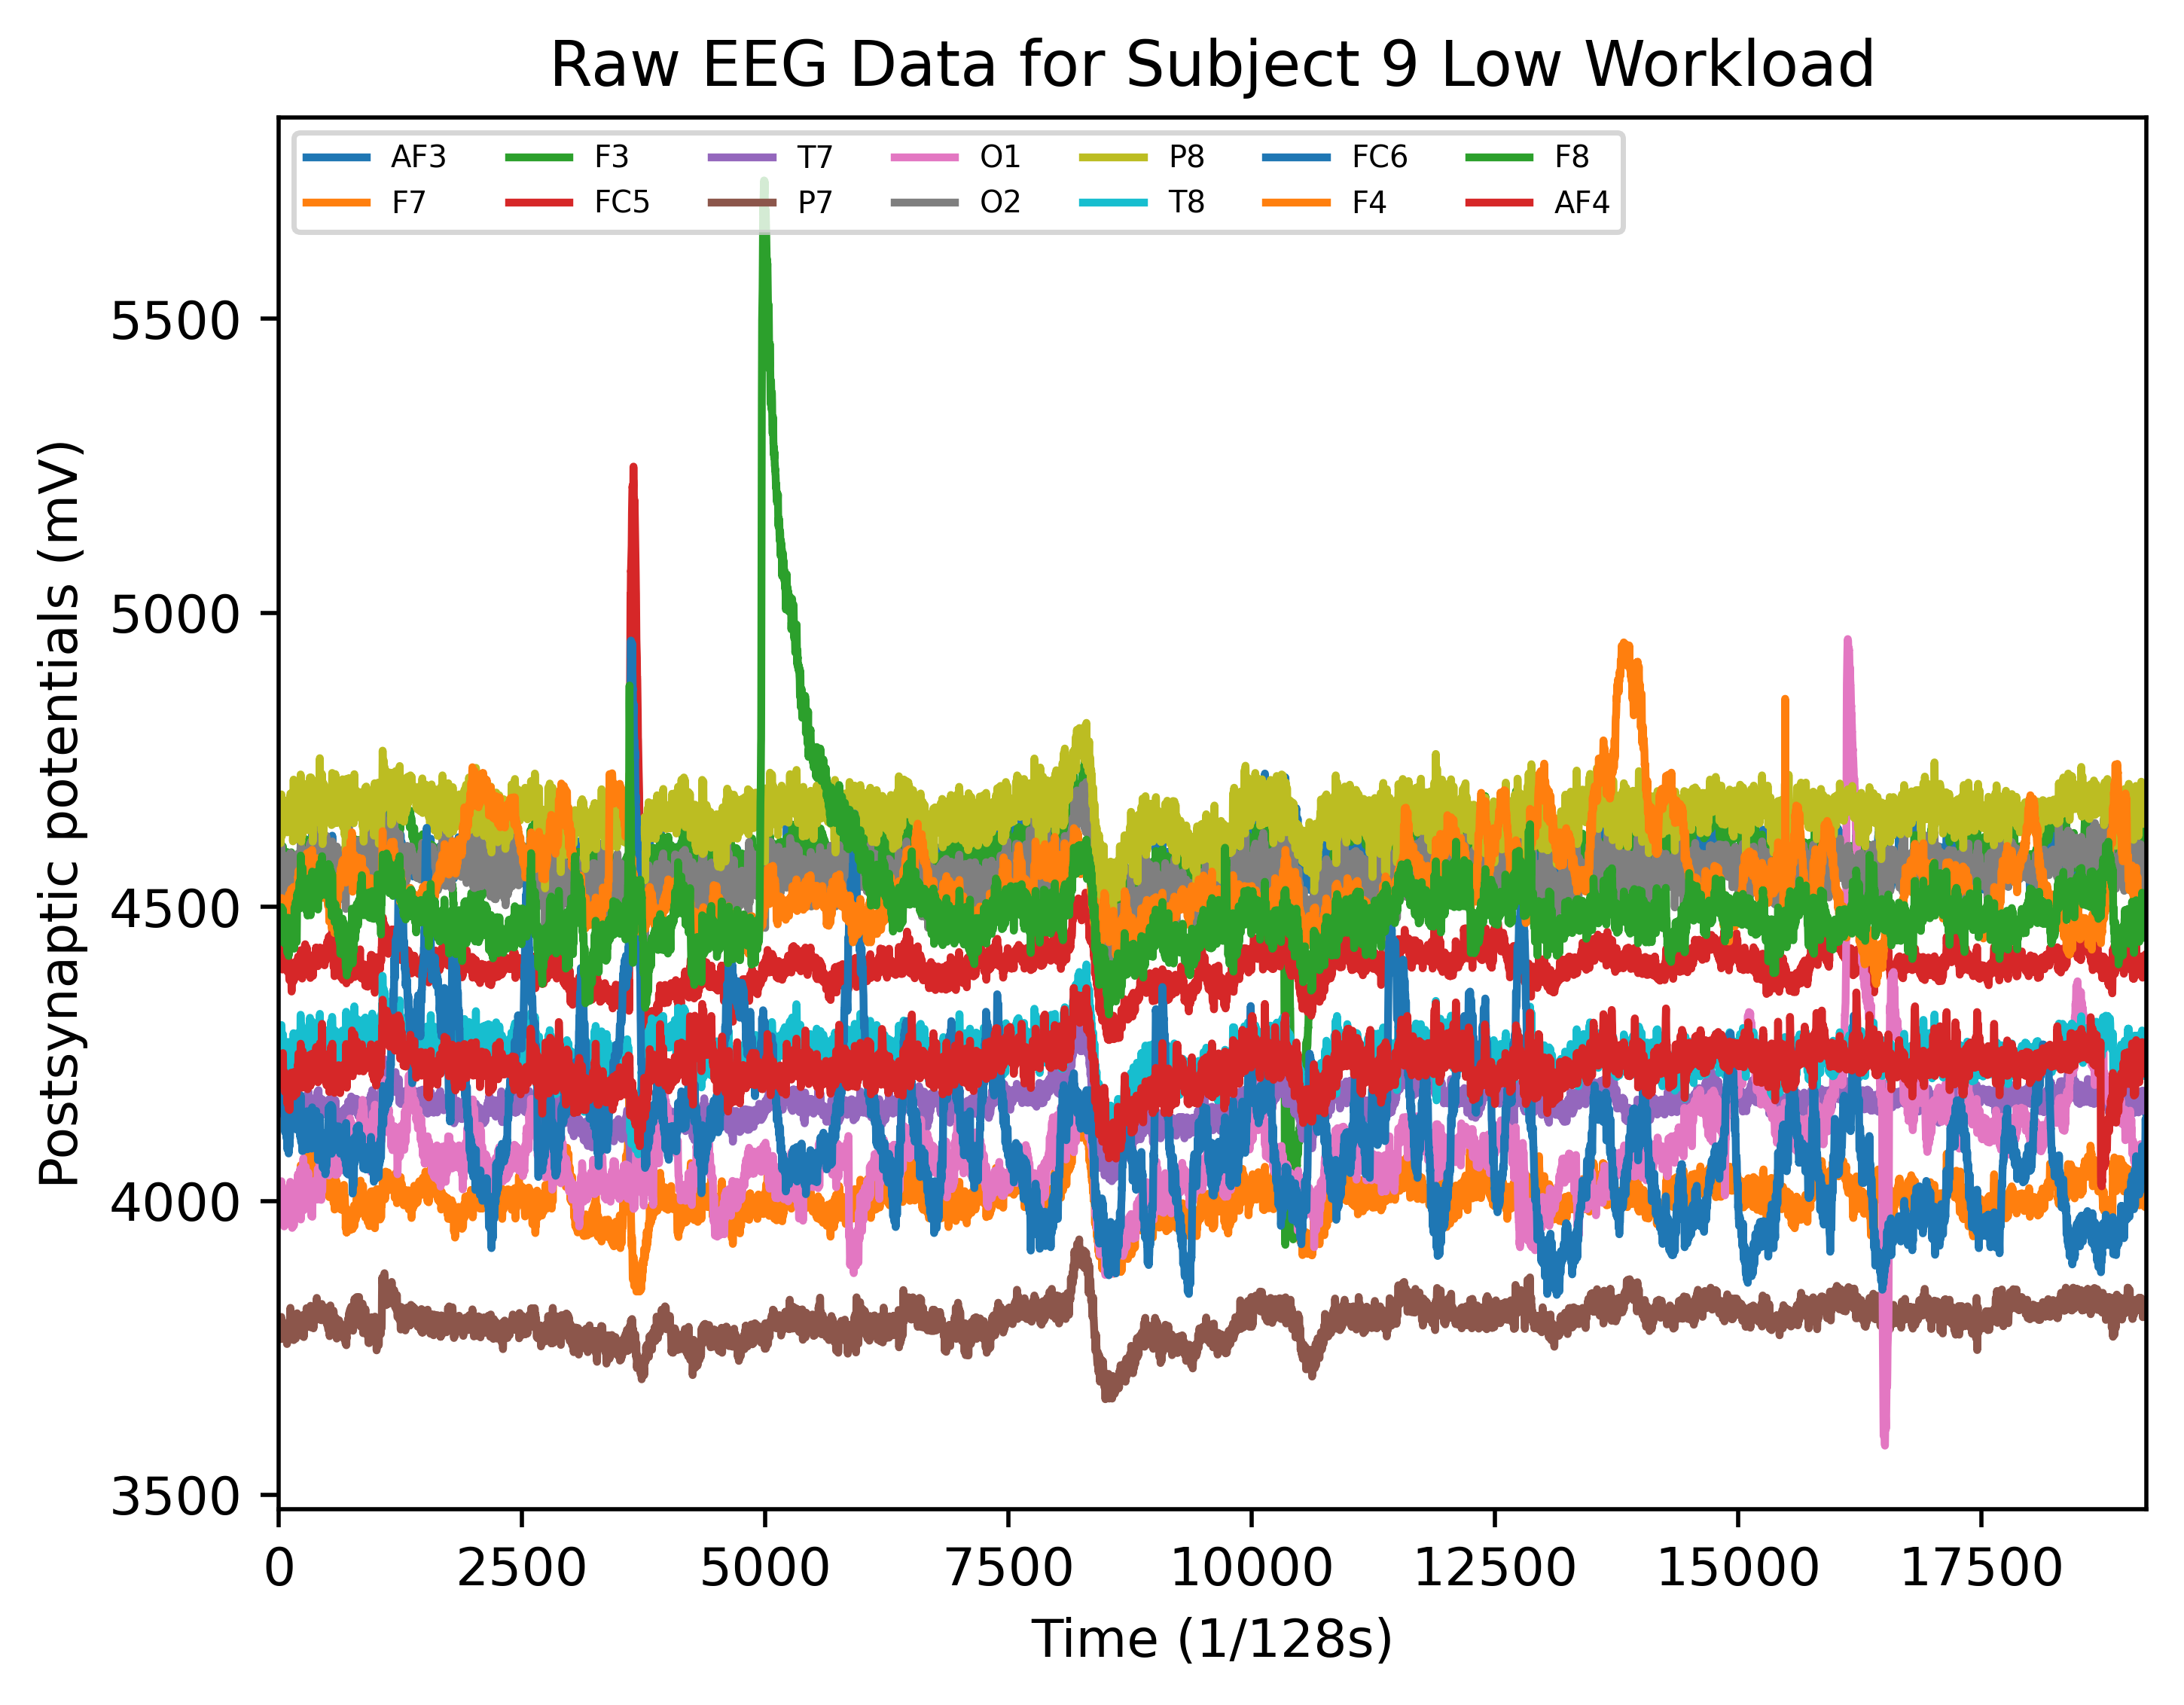 Raw EEG Data for Subject 9 Low Workload
AF3 F3 T7 O1 P8 FC6 F8
F7 FC5 P7 O2 T8 F4 AF4
Postsynaptic potentials (mV)
5500
5000
4500
4000
3500
0 2500 5000 7500 10000 12500 15000 17500
Time (1/128s)